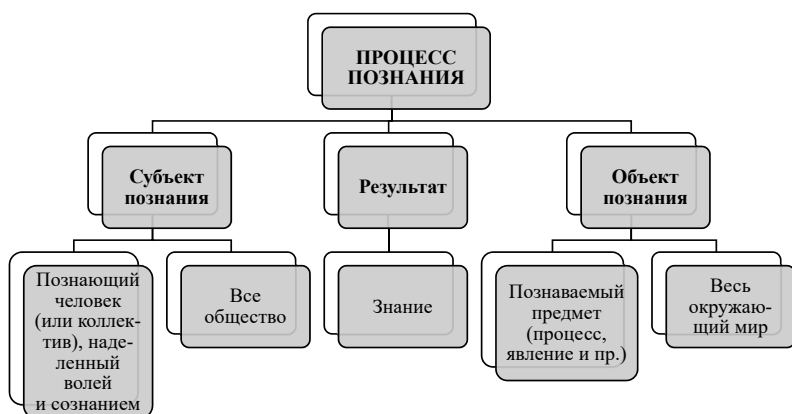 ПРОЦЕСС
ПОЗНАНИЯ
Субъект
познания
Результат
Объект
познания
Познающий
человек
(или коллек-
тив), наде-
ленный
волей
и сознанием
Все
общество
Знание
Познаваемый
предмет
(процесс,
явление и пр.)
Весь
окружаю-
щий мир